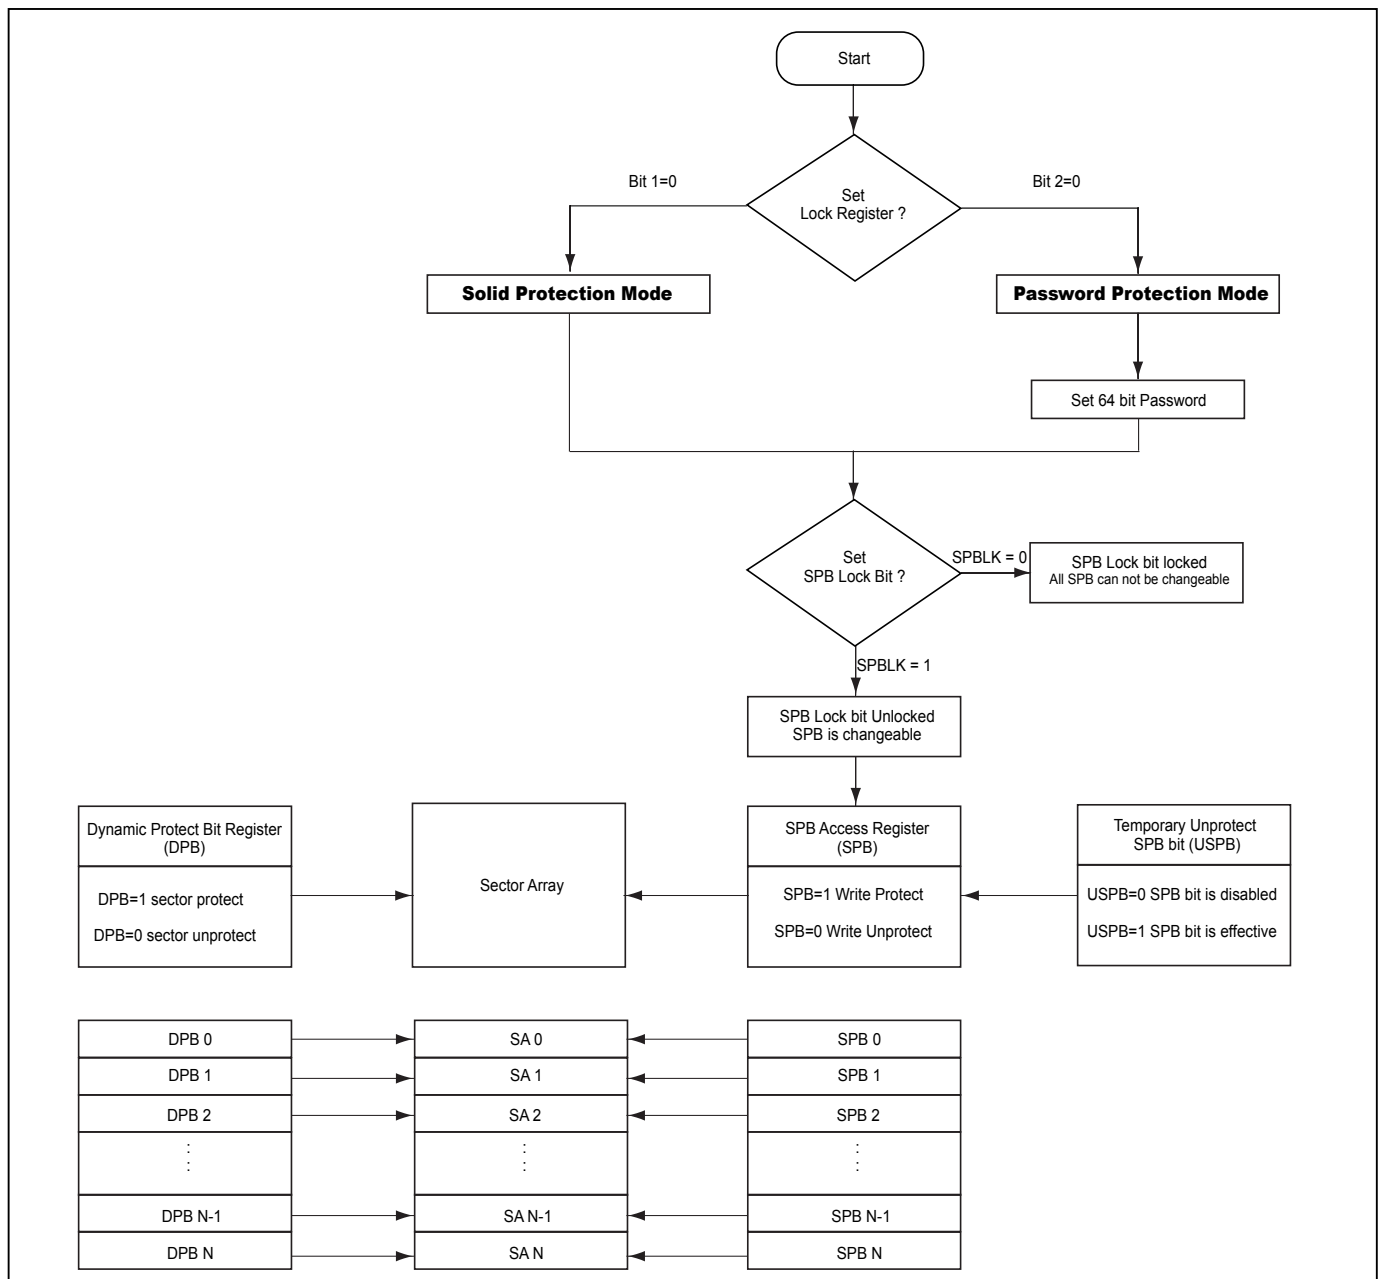 Start
Bit 1=0
Bit 2=0
Set
Lock Register ?
Solid Protection Mode
Password Protection Mode
Set 64 bit Password
Set
SPB Lock Bit ?
SPBLK = 0
SPB Lock bit locked
All SPB can not be changeable
SPBLK = 1
SPB Lock bit Unlocked
SPB is changeable
Dynamic Protect Bit Register
(DPB)
DPB=1 sector protect
DPB=0 sector unprotect
Sector Array
SPB Access Register
(SPB)
SPB=1 Write Protect
SPB=0 Write Unprotect
Temporary Unprotect
SPB bit (USPB)
USPB=0 SPB bit is disabled
USPB=1 SPB bit is effective
DPB 0
SA 0
SPB 0
DPB 1
SA 1
SPB 1
DPB 2
SA 2
SPB 2
DPB N-1
SA N-1
SPB N-1
DPB N
SA N
SPB N